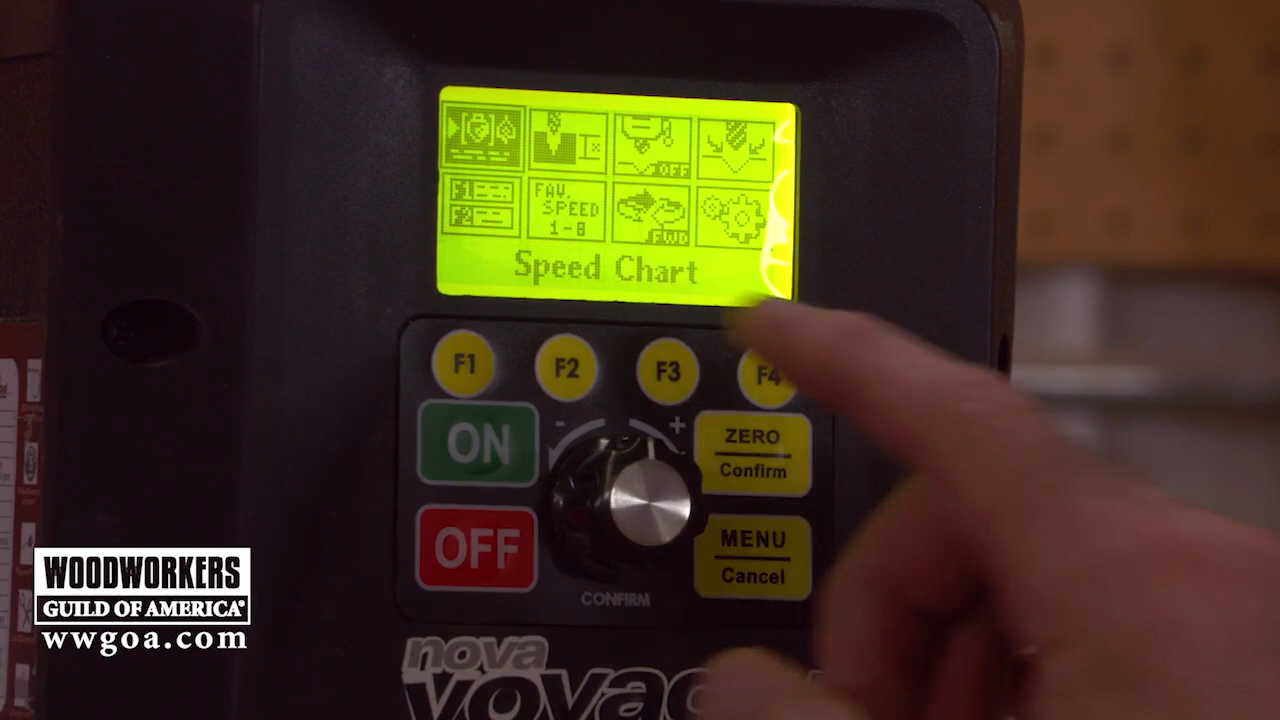 OFF
F1
F2
FAV.
SPEED
1-8
FWD
Speed Chart
F1 F2 F3 F4
ON
- +
ZERO
Confirm
OFF
MENU
Cancel
CONFIRM
nova
WOODWORKERS
GUILD OF AMERICA®
wwgoa.com